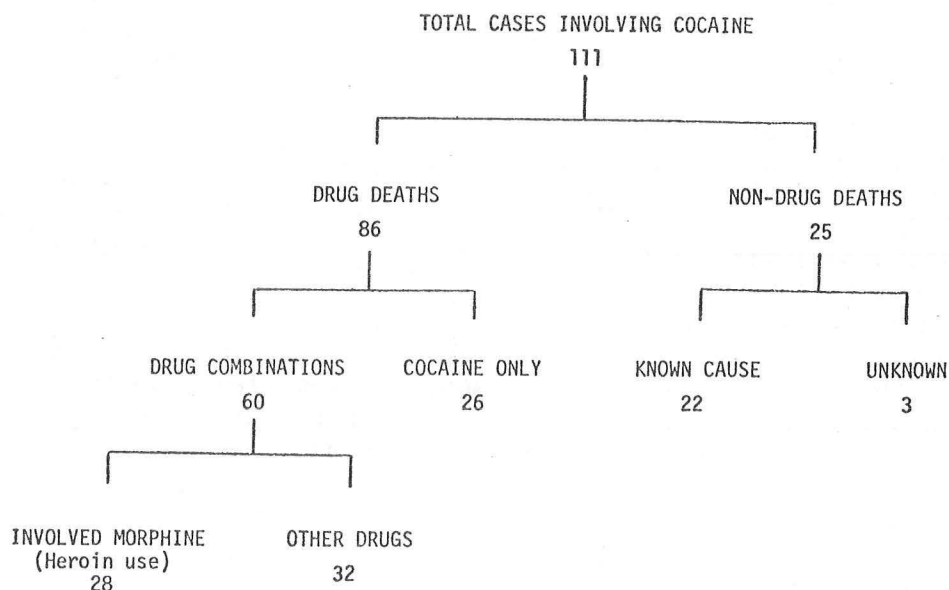 TOTAL CASES INVOLVING COCAINE
111
DRUG DEATHS
86
NON-DRUG DEATHS
25
DRUG COMBINATIONS
60
COCAINE ONLY
26
KNOWN CAUSE
22
UNKNOWN
3
INVOLVED MORPHINE
(Heroin use)
28
OTHER DRUGS
32